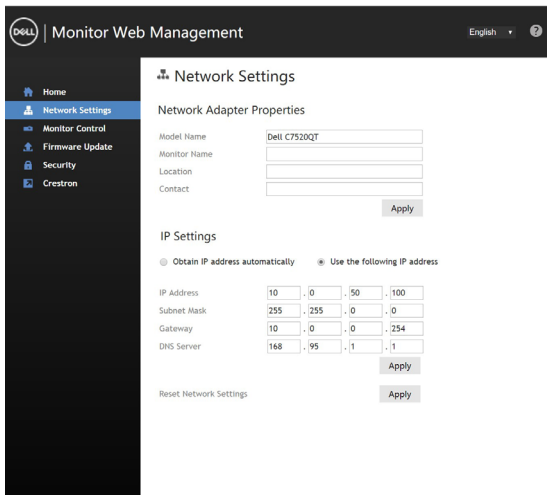 DELL | Monitor Web Management
English ▼ ?
Home
Network Settings
Monitor Control
Firmware Update
Security
Crestron
Network Settings
Network Adapter Properties
Model Name Dell C7520QT
Monitor Name
Location
Contact
Apply
IP Settings
Obtain IP address automatically Use the following IP address
IP Address 10 . 0 . 50 . 100
Subnet Mask 255 . 255 . 0 . 0
Gateway 10 . 0 . 0 . 254
DNS Server 168 . 95 . 1 . 1
Apply
Reset Network Settings Apply